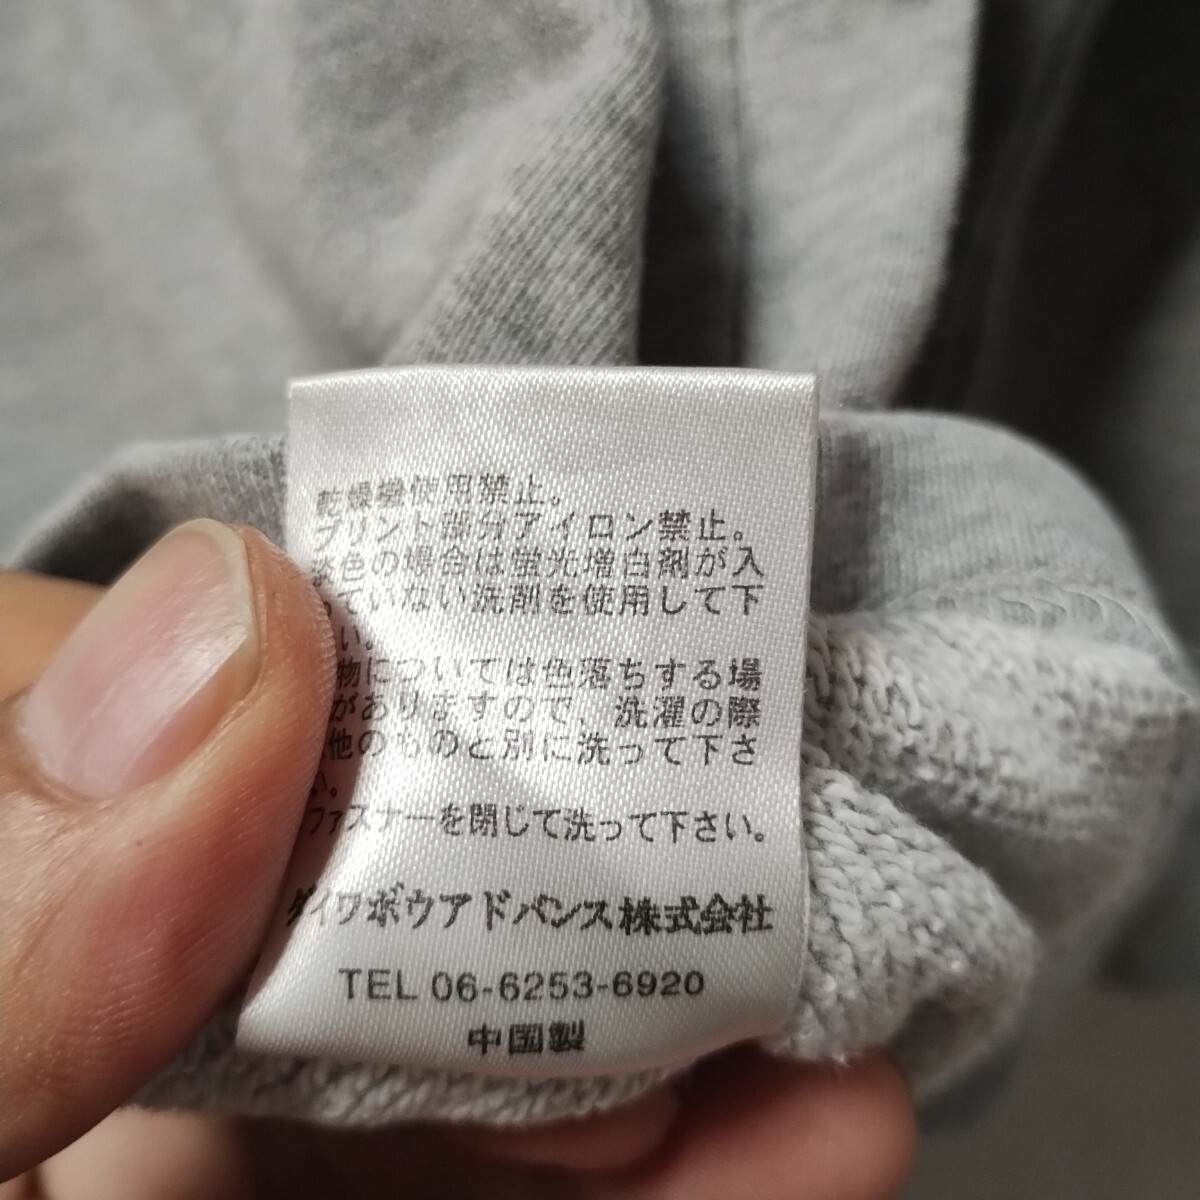 乾燥機使用禁止。
プリント部分アイロン禁止。
色の場合は蛍光増白剤が入
っていない洗剤を使用して下
い。
物については色落ちする場
がありますので、洗濯の際
他のものと別に洗って下さ
い。
ファスナーを閉じて洗って下さい。
ダイワボウアドバンス株式会社
TEL 06-6253-6920
中国製